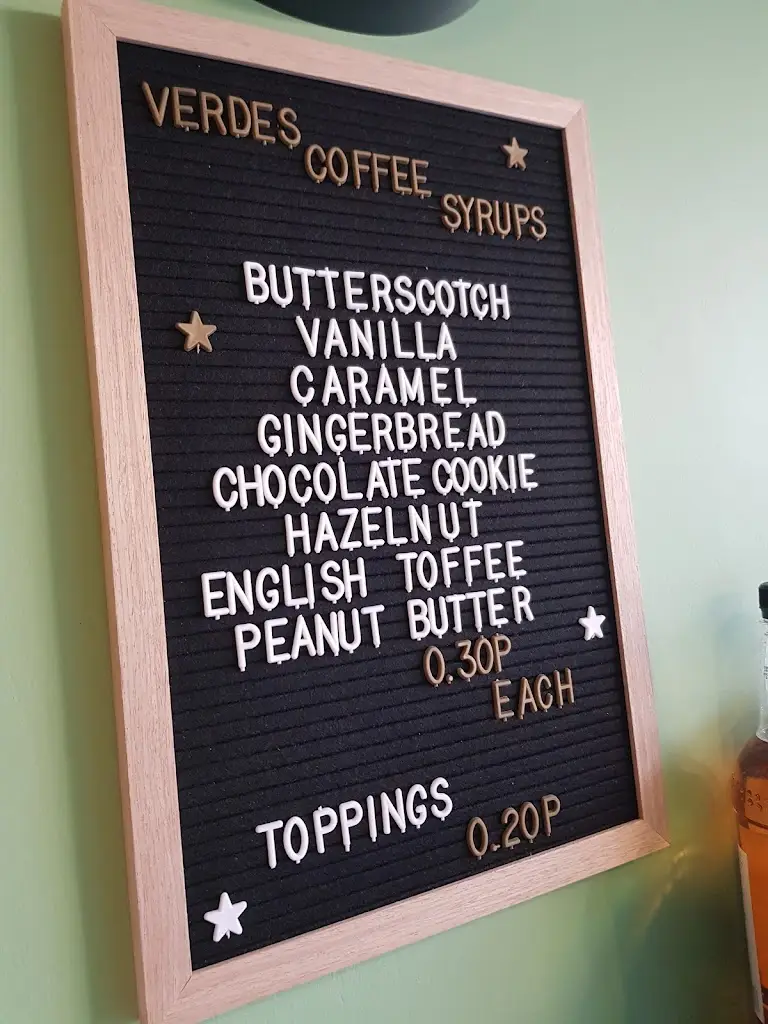 VERDES
COFFEE
SYRUPS
BUTTERSCOTCH
VANILLA
CARAMEL
GINGERBREAD
CHOCOLATE COOKIE
HAZELNUT
ENGLISH TOFFEE
PEANUT BUTTER
0.30P
EACH
TOPPINGS 0.20P